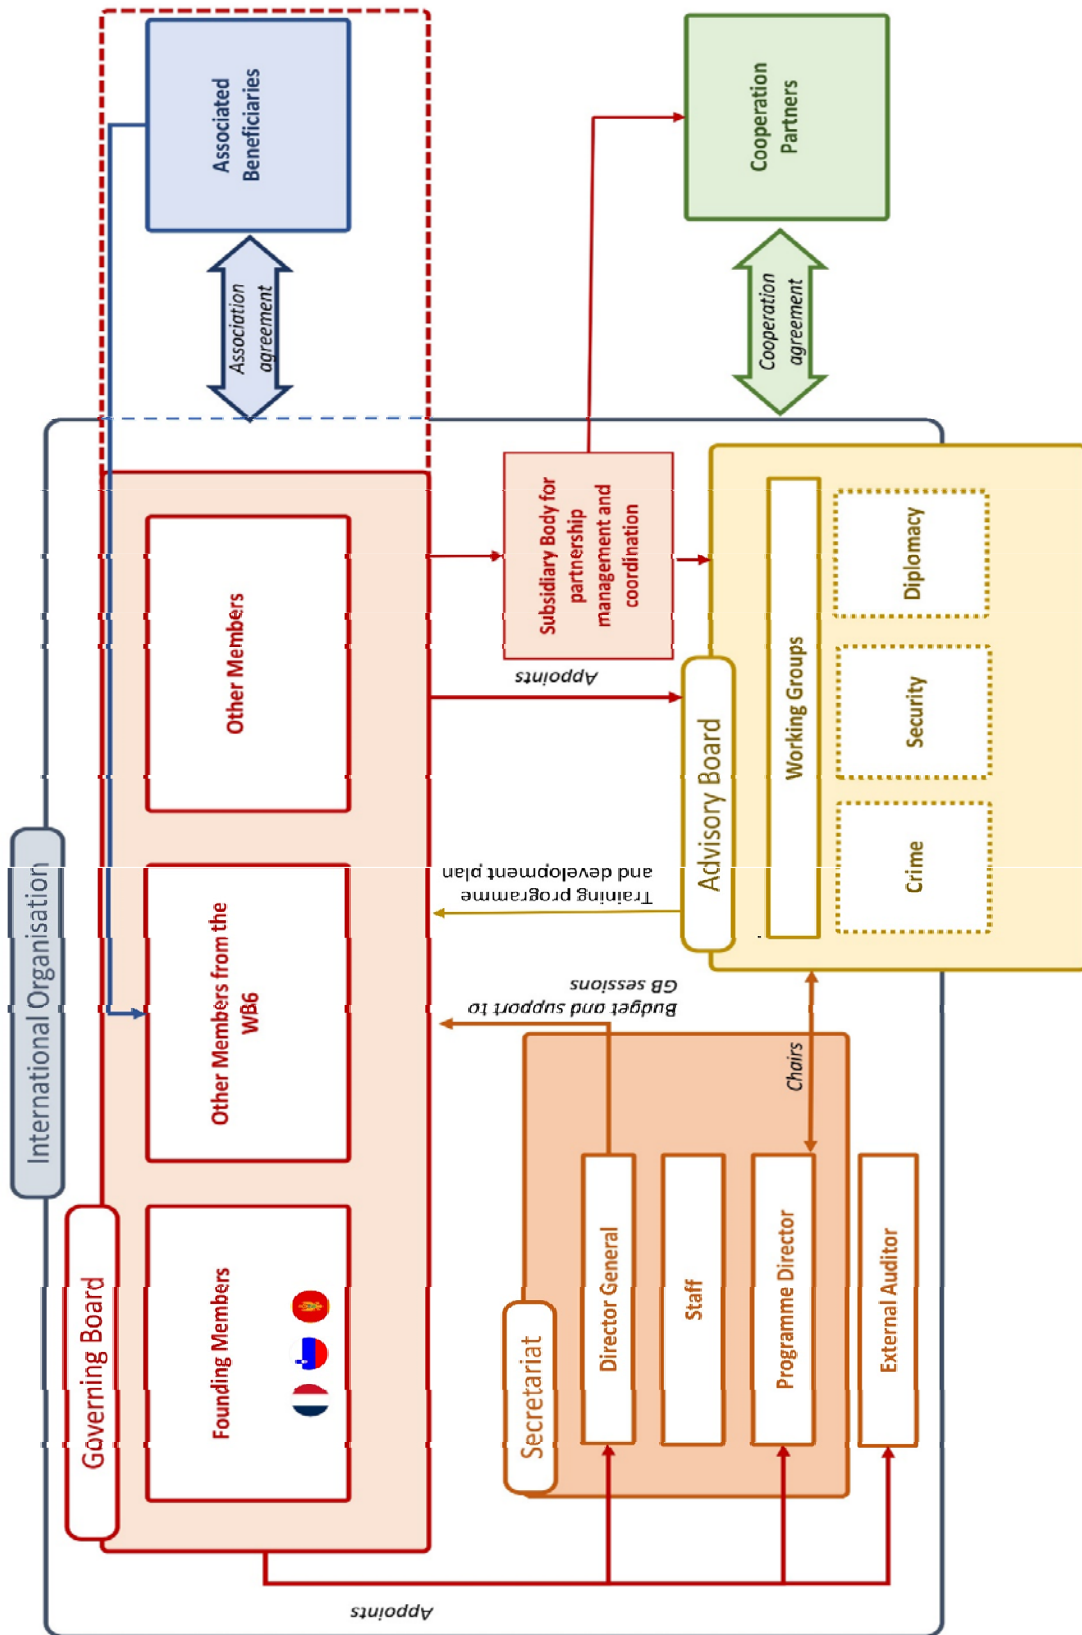 International Organisation
Governing Board
Founding Members
Other Members from the
WB6
Other Members
Associated
Beneficiaries
Association
agreement
Appoints
Secretariat
Director General
Staff
Programme Director
External Auditor
Budget and support to
GB sessions
Training programme
and development plan
Appoints
Subsidiary Body for
partnership
management and
coordination
Chairs
Advisory Board
Working Groups
Crime
Security
Diplomacy
Cooperation
agreement
Cooperation
Partners